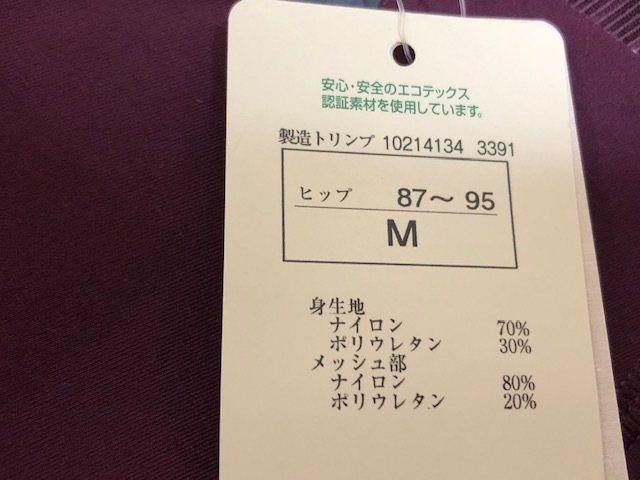 安心・安全のエコテックス
認証素材を使用しています。
製造トリンプ 10214134 3391
ヒップ 87～95
M
身生地
ナイロン 70%
ポリウレタン 30%
メッシュ部
ナイロン 80%
ポリウレタン 20%